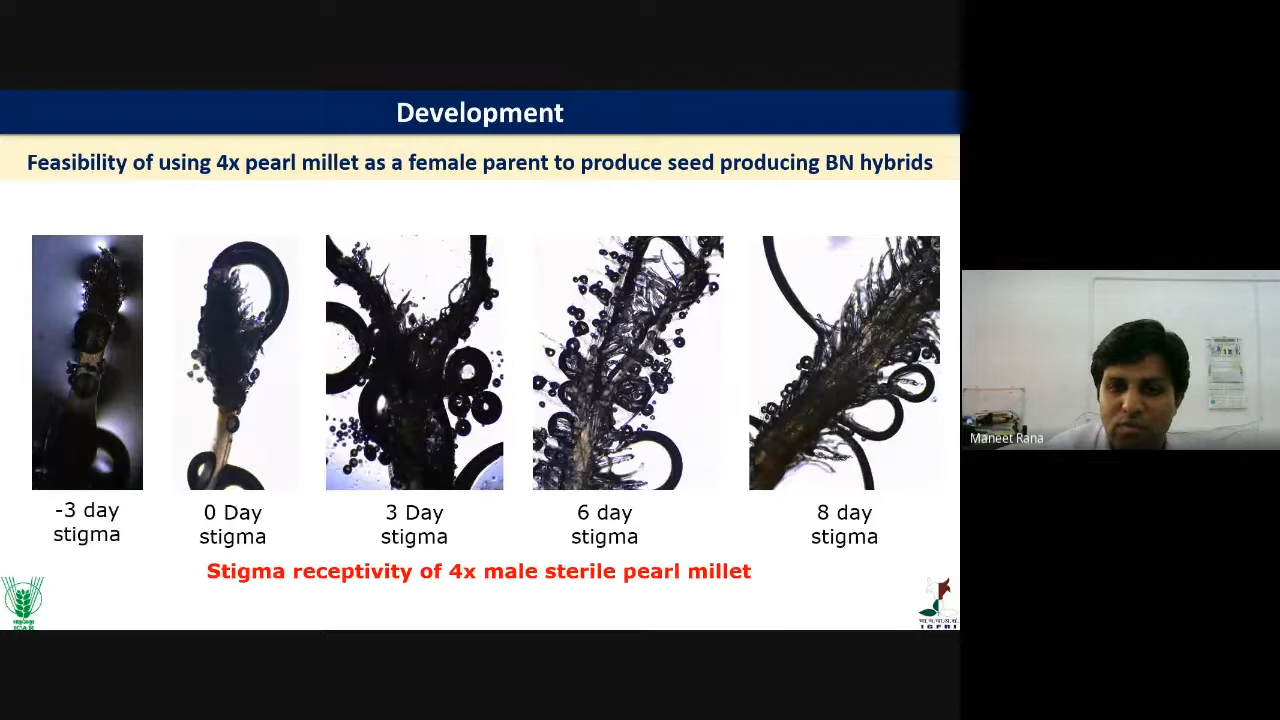 Development
Feasibility of using 4x pearl millet as a female parent to produce seed producing BN hybrids
-3 day
stigma
0 Day
stigma
3 Day
stigma
6 day
stigma
8 day
stigma
Stigma receptivity of 4x male sterile pearl millet
ICAR
IGFRI
Maneet Rana